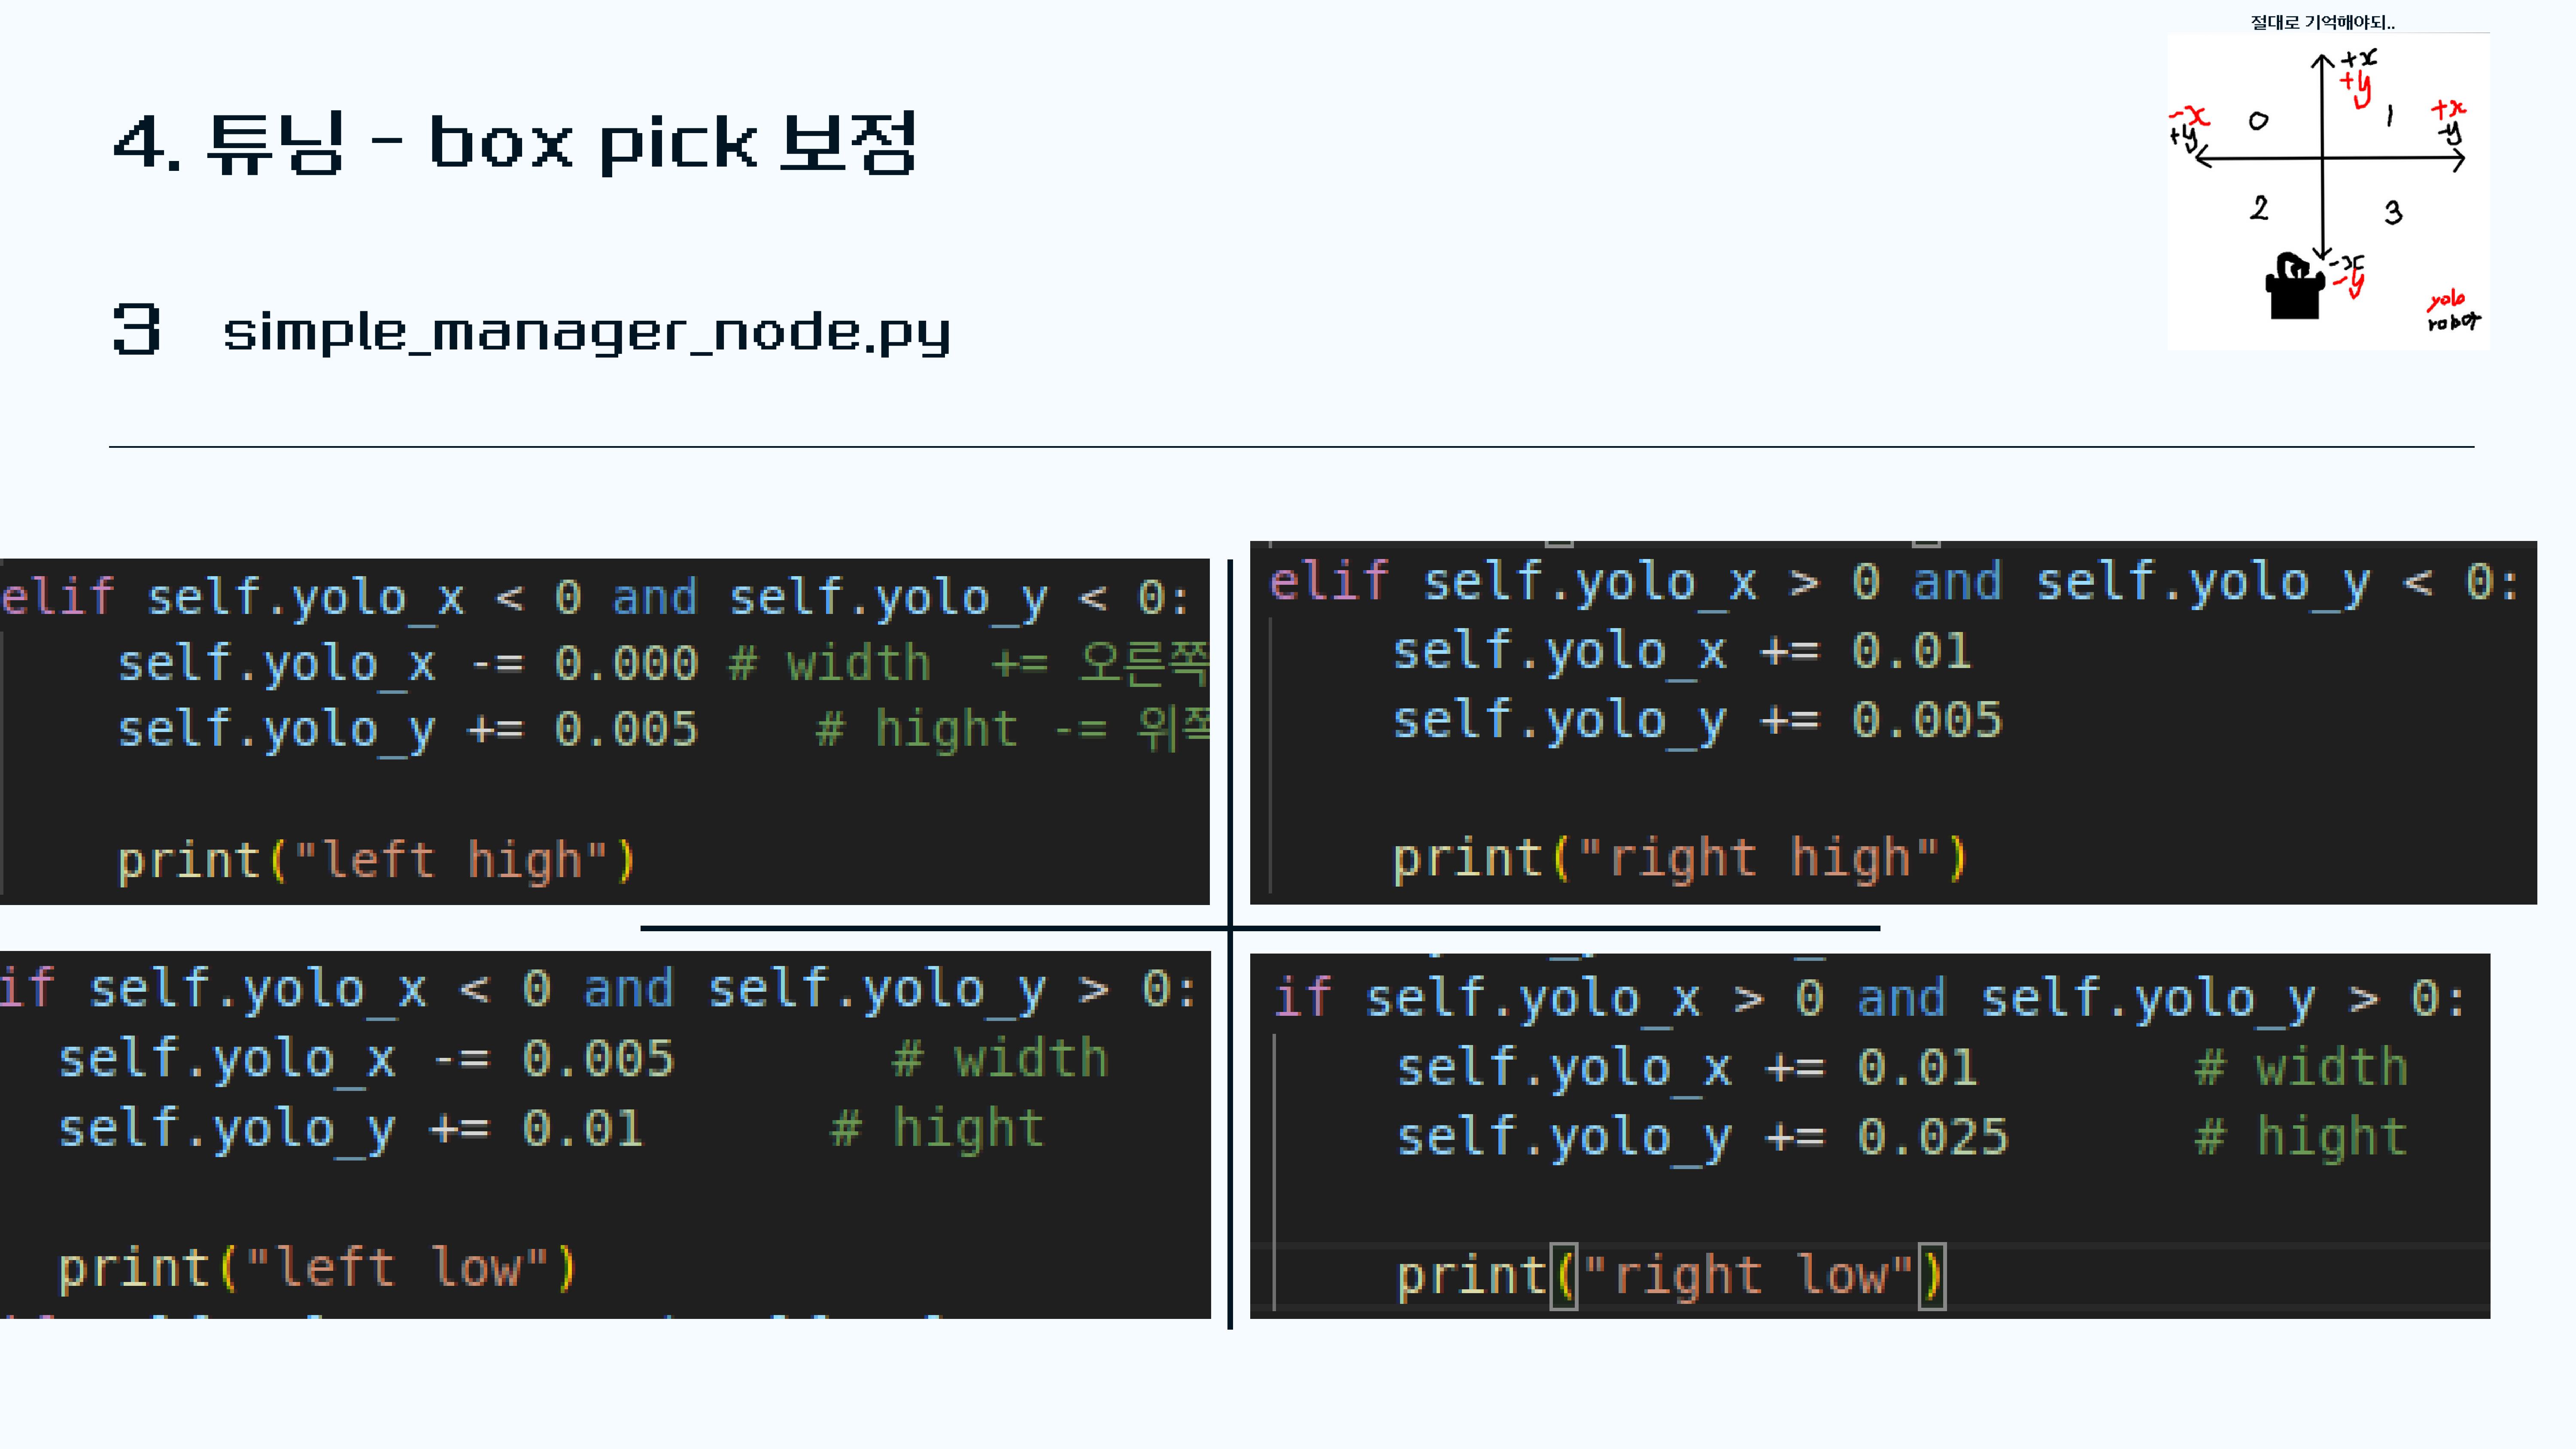 절대로 기억해야되..
+x
+y
-x
+y
0
1
+x
-y
2
3
-x
-y
yolo
robot
4. 튜닝 - box pick 보정
3 simple_manager_node.py
elif self.yolo_x < 0 and self.yolo_y < 0:
self.yolo_x -= 0.000 # width += 오른쪽
self.yolo_y += 0.005 # hight -= 위쪽
print("left high")
elif self.yolo_x > 0 and self.yolo_y < 0:
self.yolo_x += 0.01
self.yolo_y += 0.005
print("right high")
if self.yolo_x < 0 and self.yolo_y > 0:
self.yolo_x -= 0.005 # width
self.yolo_y += 0.01 # hight
print("left low")
if self.yolo_x > 0 and self.yolo_y > 0:
self.yolo_x += 0.01 # width
self.yolo_y += 0.025 # hight
print("right low")